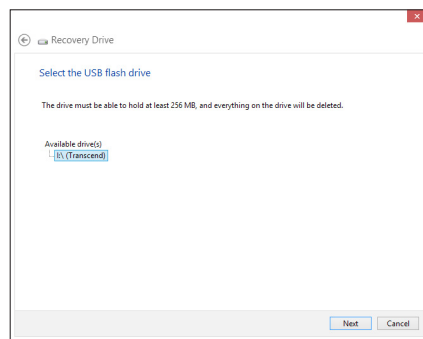 Recovery Drive
Select the USB flash drive
The drive must be able to hold at least 256 MB, and everything on the drive will be deleted.
Available drive(s)
I:\ (Transcend)
Next Cancel